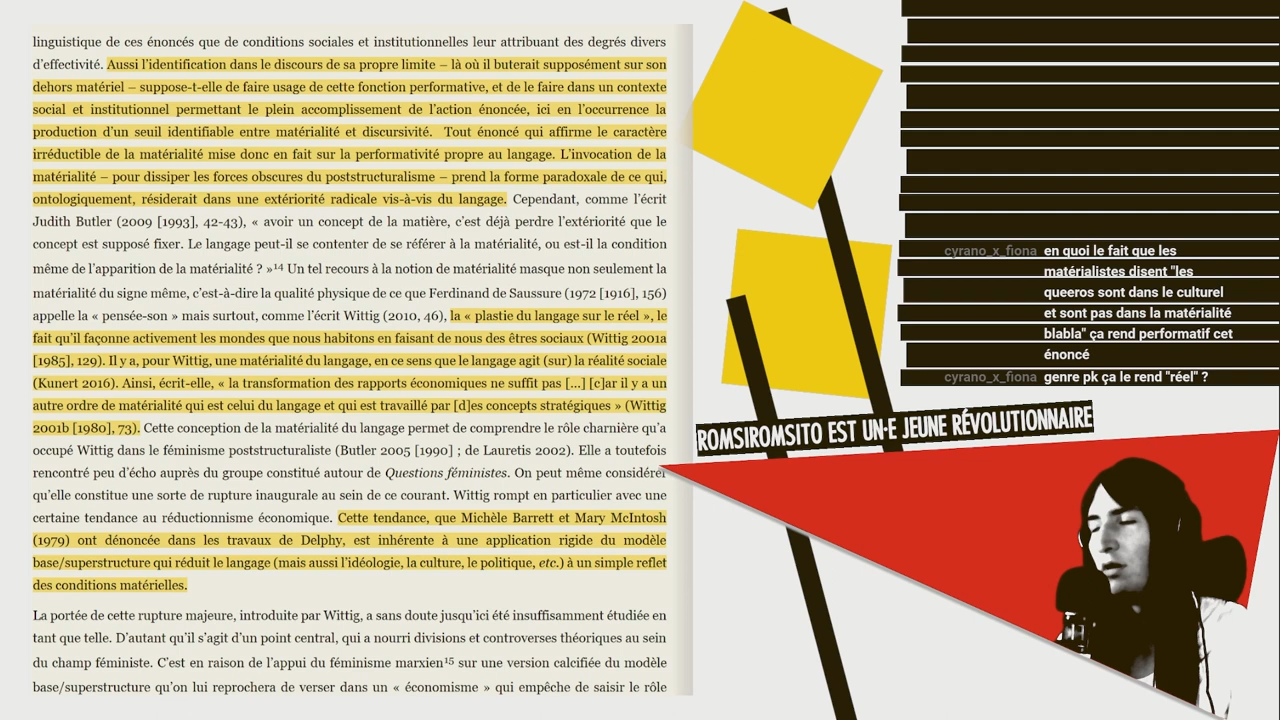 linguistique de ces énoncés que de conditions sociales et institutionnelles leur attribuant des degrés divers
d'effectivité. Aussi l'identification dans le discours de sa propre limite – là où il buterait supposément sur son
dehors matériel – suppose-t-elle de faire usage de cette fonction performative, et de le faire dans un contexte
social et institutionnel permettant le plein accomplissement de l'action énoncée, ici en l'occurrence la
production d'un seuil identifiable entre matérialité et discursivité. Tout énoncé qui affirme le caractère
irréductible de la matérialité mise donc en fait sur la performativité propre au langage. L'invocation de la
matérialité – pour dissiper les forces obscures du poststructuralisme – prend la forme paradoxale de ce qui,
ontologiquement, résiderait dans une extériorité radicale vis-à-vis du langage. Cependant, comme l'écrit
Judith Butler (2009 [1993], 42-43), « avoir un concept de la matière, c'est déjà perdre l'extériorité que le
concept est supposé fixer. Le langage peut-il se contenter de se référer à la matérialité, ou est-il la condition
même de l'apparition de la matérialité ? »14 Un tel recours à la notion de matérialité masque non seulement la
matérialité du signe même, c'est-à-dire la qualité physique de ce que Ferdinand de Saussure (1972 [1916], 156)
appelle la « pensée-son » mais surtout, comme l'écrit Wittig (2010, 46), la « plastie du langage sur le réel », le
fait qu'il façonne activement les mondes que nous habitons en faisant de nous des êtres sociaux (Wittig 2001a
[1985], 129). Il y a, pour Wittig, une matérialité du langage, en ce sens que le langage agit (sur) la réalité sociale
(Kunert 2016). Ainsi, écrit-elle, « la transformation des rapports économiques ne suffit pas [...] [c]ar il y a un
autre ordre de matérialité qui est celui du langage et qui est travaillé par [d]es concepts stratégiques » (Wittig
2001b [1980], 73). Cette conception de la matérialité du langage permet de comprendre le rôle charnière qu'a
occupé Wittig dans le féminisme poststructuraliste (Butler 2005 [1990] ; de Lauretis 2002). Elle a toutefois
rencontré peu d'écho auprès du groupe constitué autour de Questions féministes. On peut même considérer
qu'elle constitue une sorte de rupture inaugurale au sein de ce courant. Wittig rompt en particulier avec une
certaine tendance au réductionnisme économique. Cette tendance, que Michèle Barrett et Mary McIntosh
(1979) ont dénoncée dans les travaux de Delphy, est inhérente à une application rigide du modèle
base/superstructure qui réduit le langage (mais aussi l'idéologie, la culture, le politique, etc.) à un simple reflet
des conditions matérielles.
La portée de cette rupture majeure, introduite par Wittig, a sans doute jusqu'ici été insuffisamment étudiée en
tant que telle. D'autant qu'il s'agit d'un point central, qui a nourri divisions et controverses théoriques au sein
du champ féministe. C'est en raison de l'appui du féminisme marxien15 sur une version calcifiée du modèle
base/superstructure qu'on lui reprochera de verser dans un « économisme » qui empêche de saisir le rôle
cyrano_x_fiona en quoi le fait que les
matérialistes disent "les
queeros sont dans le culturel
et sont pas dans la matérialité
blabla" ça rend performatif cet
énoncé
cyrano_x_fiona genre pk ça le rend "réel" ?
ROMSIROMSITO EST UN·E JEUNE RÉVOLUTIONNAIRE